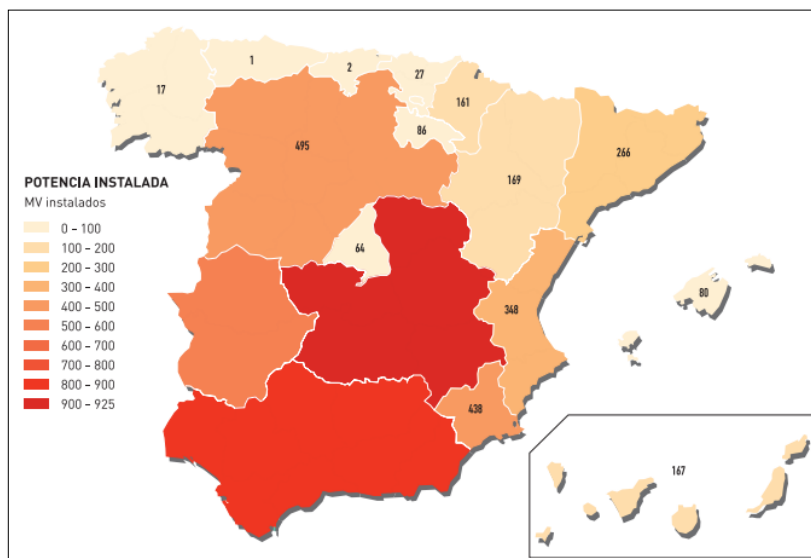 1
2
27
17
161
86
495
266
169
POTENCIA INSTALADA
MV instalados
0 – 100
100 – 200
200 – 300
300 – 400
400 – 500
500 – 600
600 – 700
700 – 800
800 – 900
900 – 925
64
80
348
438
167